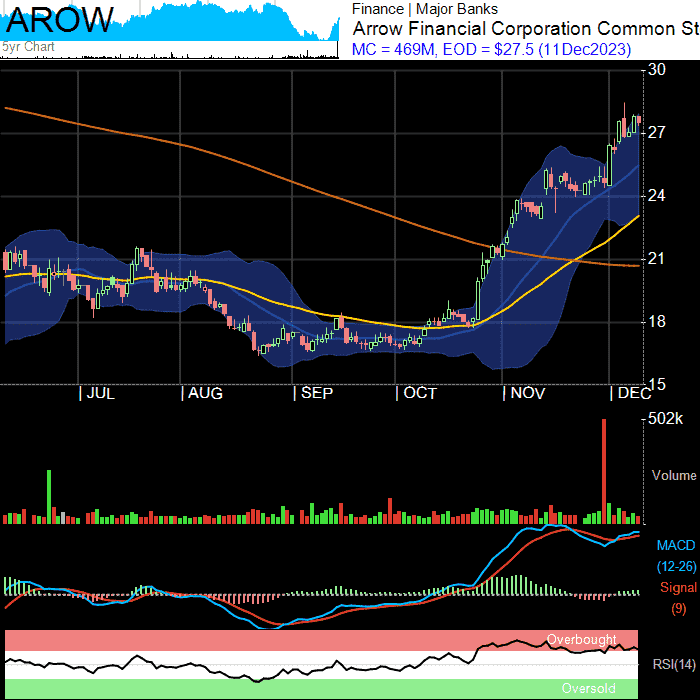 AROW
5yr Chart
Finance | Major Banks
Arrow Financial Corporation Common St
MC = 469M, EOD = $27.5 (11Dec2023)
30
27
24
21
18
15
JUL AUG SEP OCT NOV DEC
502k
Volume
MACD
(12-26)
Signal
(9)
Overbought
RSI(14)
Oversold